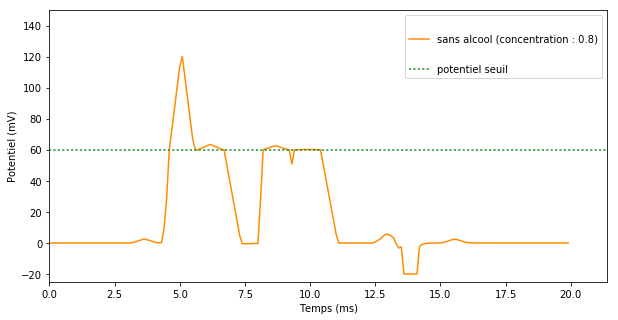 140
120
100
80
60
40
20
0
−20
Potentiel (mV)
sans alcool (concentration : 0.8)
potentiel seuil
0.0 2.5 5.0 7.5 10.0 12.5 15.0 17.5 20.0
Temps (ms)